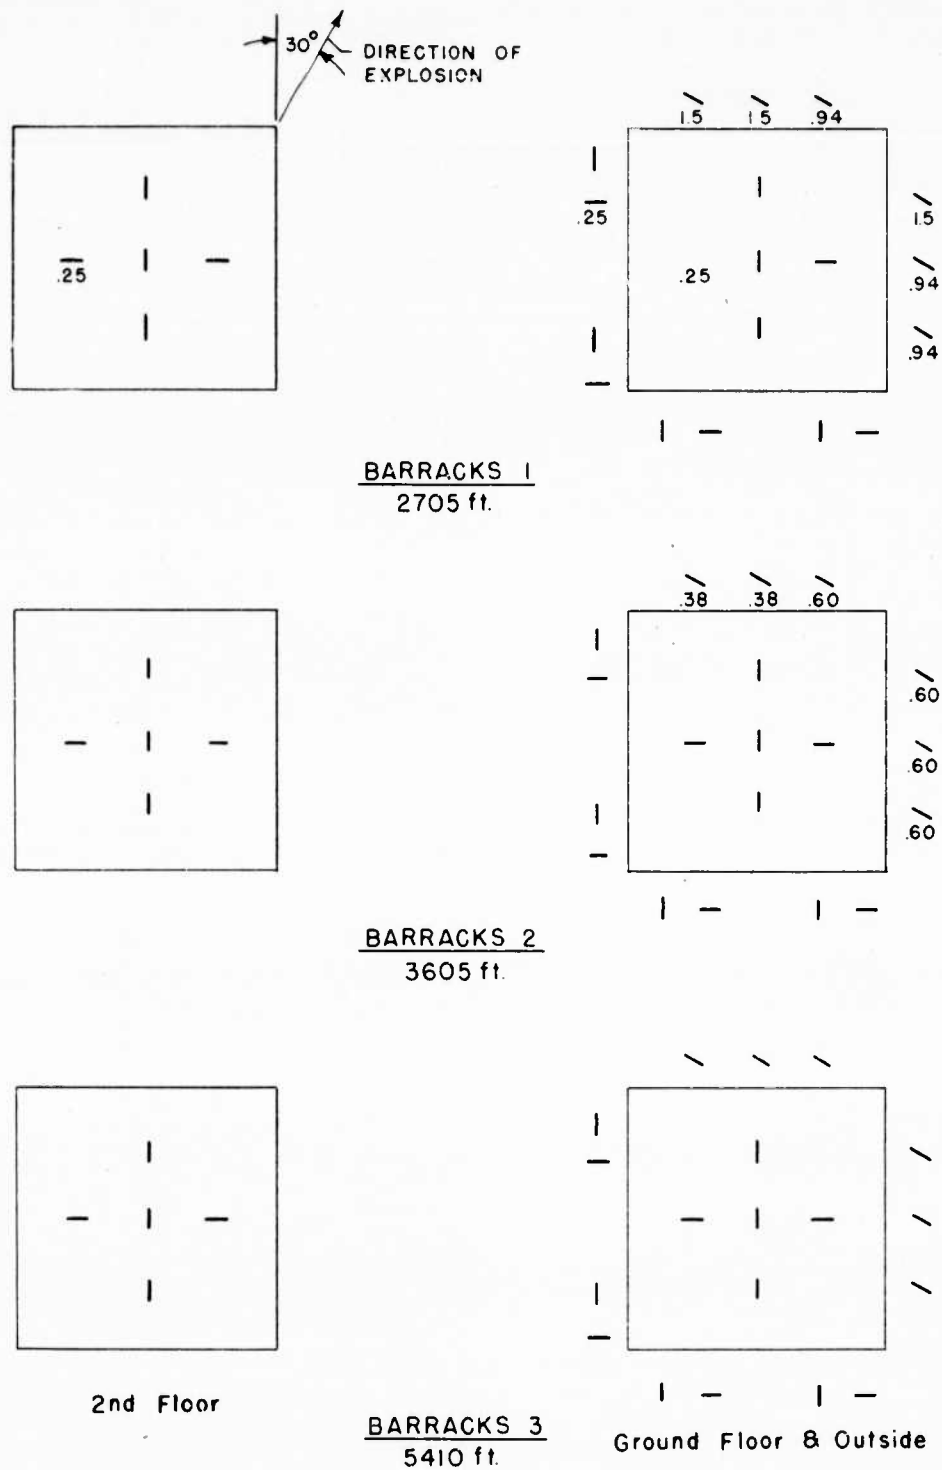 30°
DIRECTION OF
EXPLOSION
1.5 1.5 .94
.25
1.5
.25
.25
.94
.94
BARRACKS 1
2705 ft.
.38 .38 .60
.60
.60
.60
BARRACKS 2
3605 ft.
2nd Floor
BARRACKS 3
5410 ft.
Ground Floor & Outside